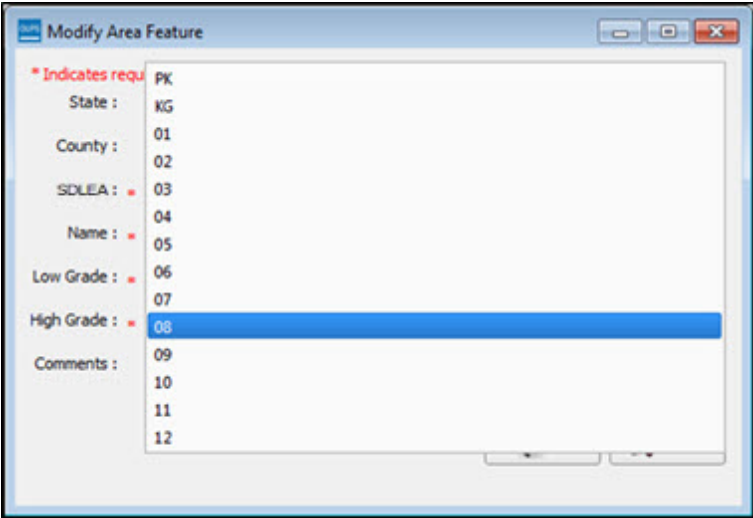 Modify Area Feature
* Indicates requ
State :
County :
SDLEA : *
Name : *
Low Grade : *
High Grade : *
Comments :
PK
KG
01
02
03
04
05
06
07
08
09
10
11
12